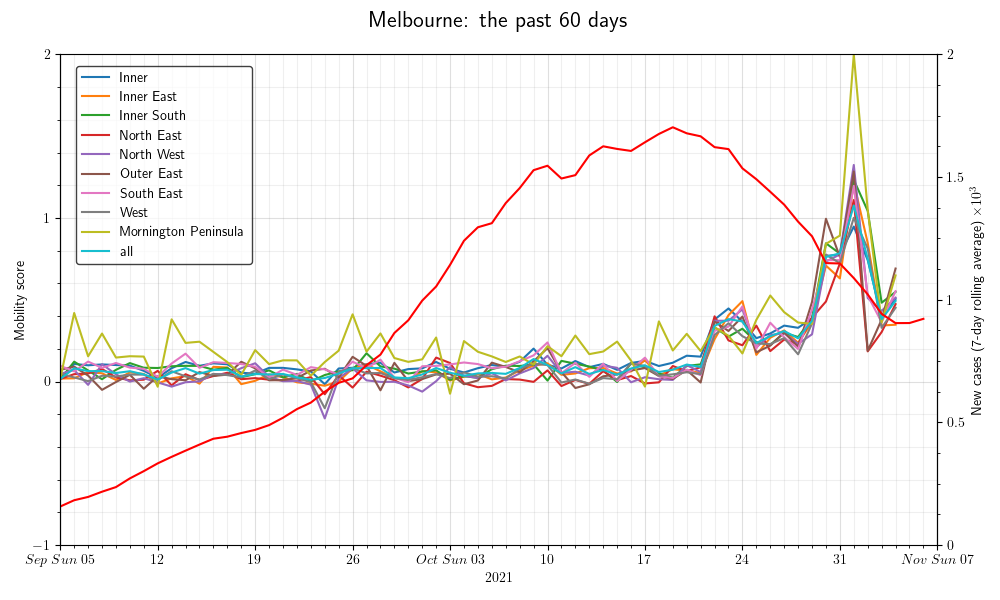 Melbourne: the past 60 days
2
1
0
−1
Mobility score
Inner
Inner East
Inner South
North East
North West
Outer East
South East
West
Mornington Peninsula
all
2
1.5
1
0.5
0
New cases (7-day rolling average) ×10³
Sep Sun 05
12
19
26
Oct Sun 03
10
17
24
31
Nov Sun 07
2021